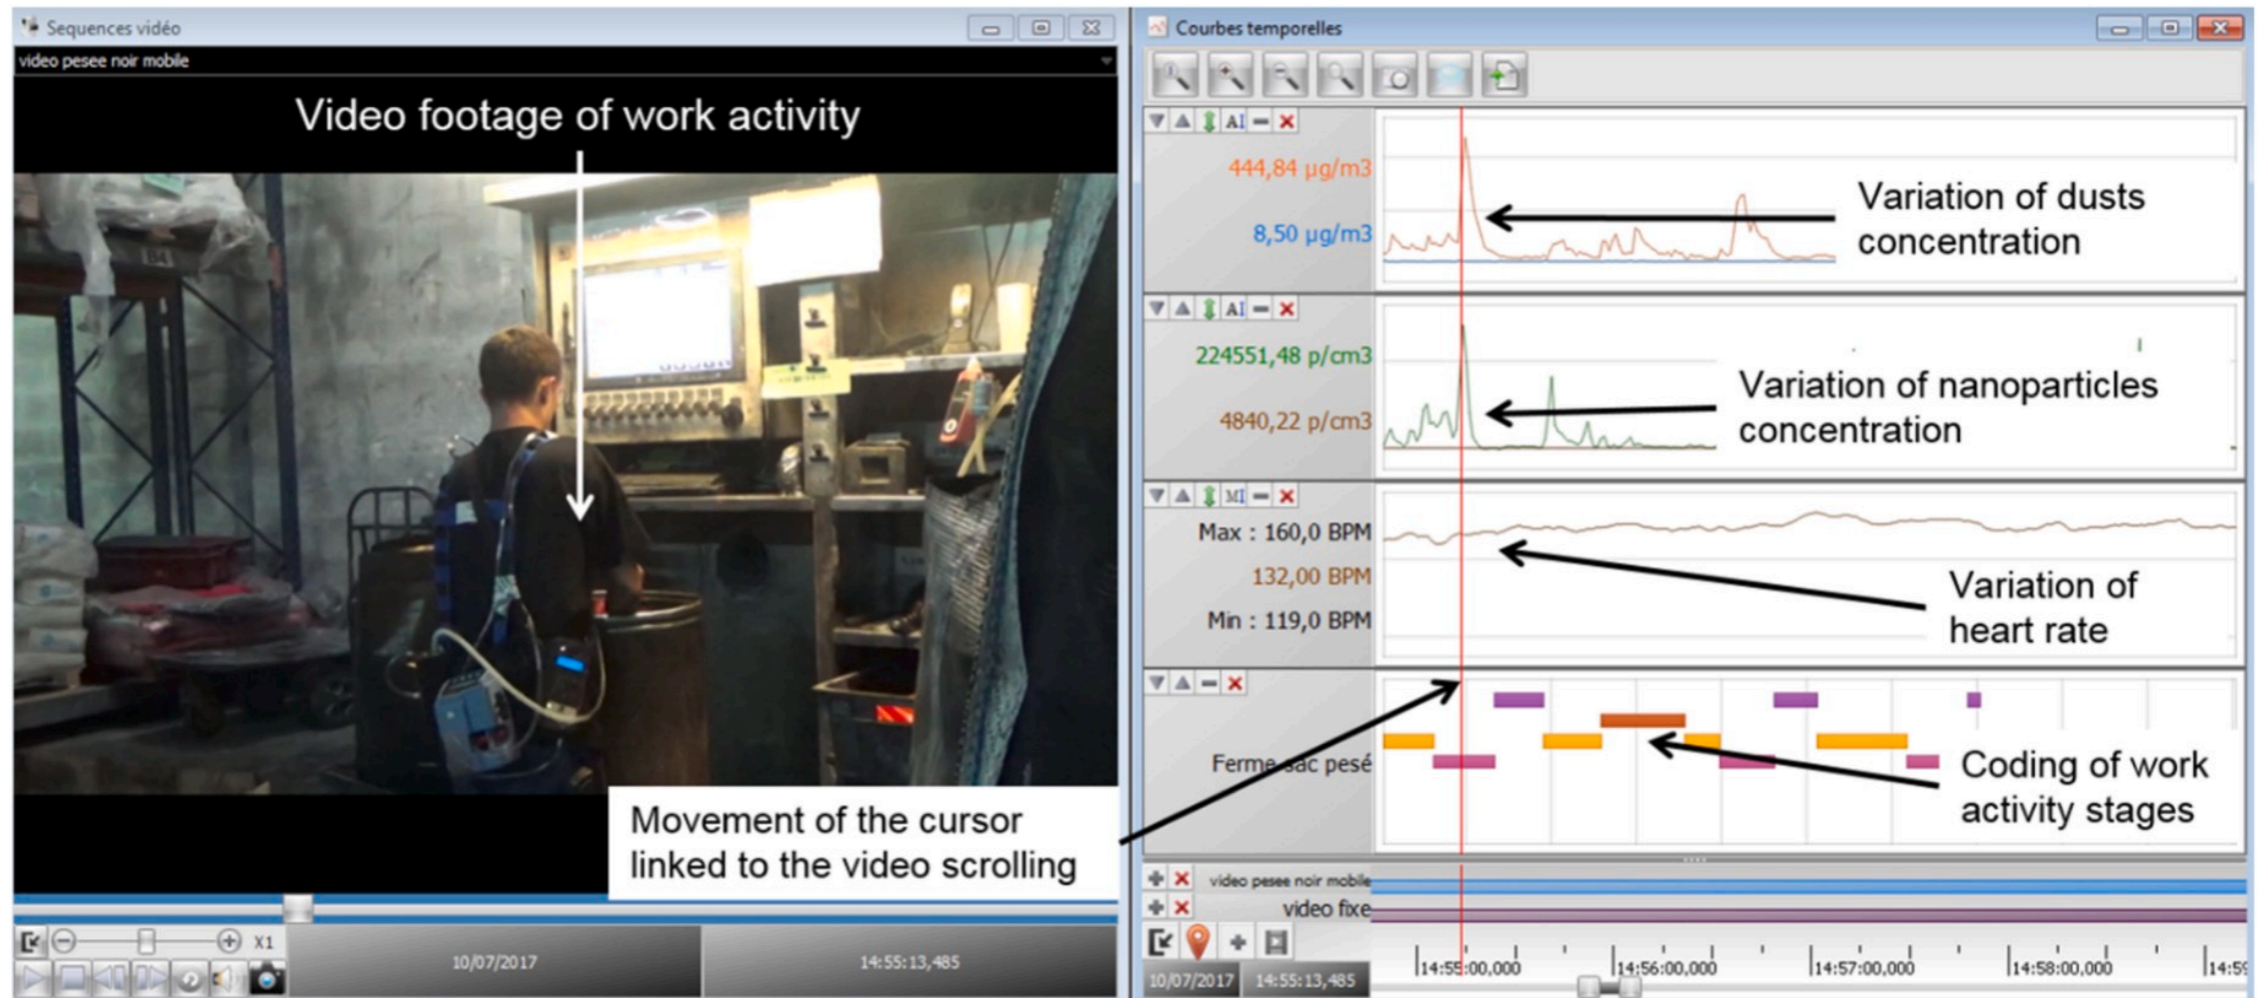 Sequences vidéo
video pesee noir mobile
Video footage of work activity
Movement of the cursor
linked to the video scrolling
X1
10/07/2017
14:55:13,485
Courbes temporelles
AI
444,84 µg/m3
8,50 µg/m3
Variation of dusts
concentration
AI
224551,48 p/cm3
4840,22 p/cm3
Variation of nanoparticles
concentration
MI
Max : 160,0 BPM
132,00 BPM
Min : 119,0 BPM
Variation of
heart rate
Ferme sac pesé
Coding of work
activity stages
video pesee noir mobile
video fixe
14:55:00,000 14:56:00,000 14:57:00,000 14:58:00,000 14:59
10/07/2017 14:55:13,485